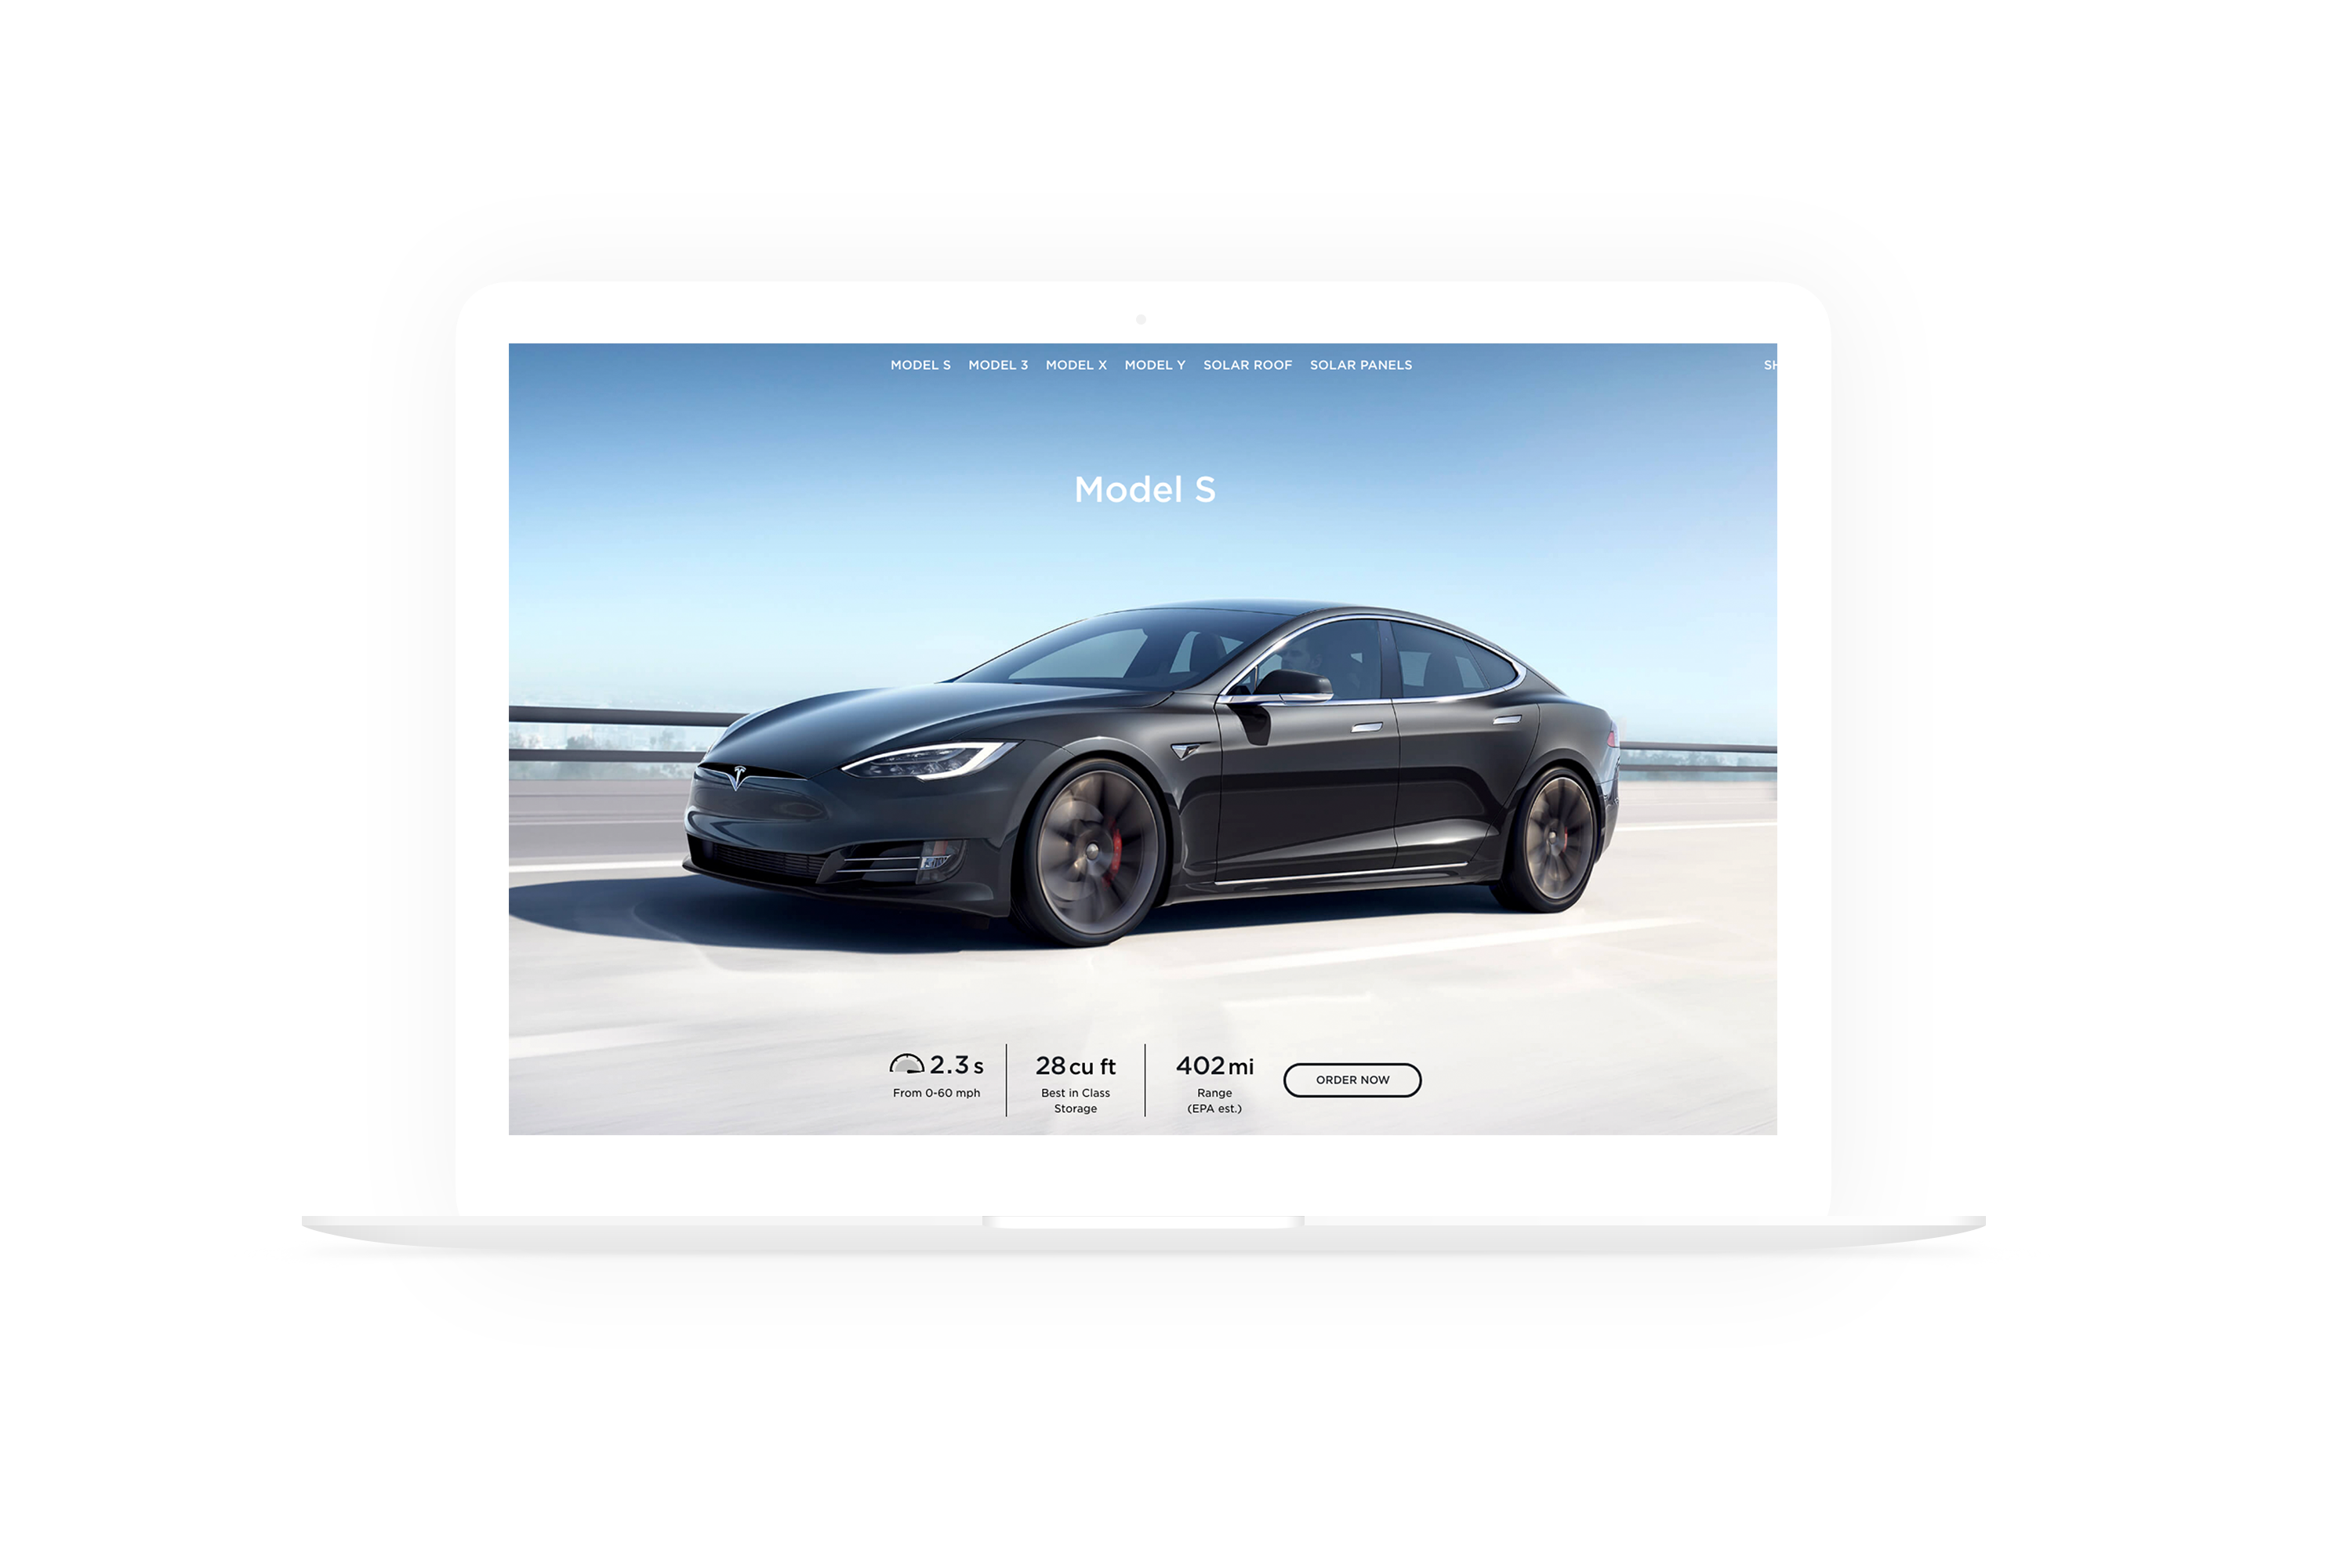 MODEL S MODEL 3 MODEL X MODEL Y SOLAR ROOF SOLAR PANELS
Model S
2.3 s
From 0-60 mph
28 cu ft
Best in Class
Storage
402 mi
Range
(EPA est.)
ORDER NOW